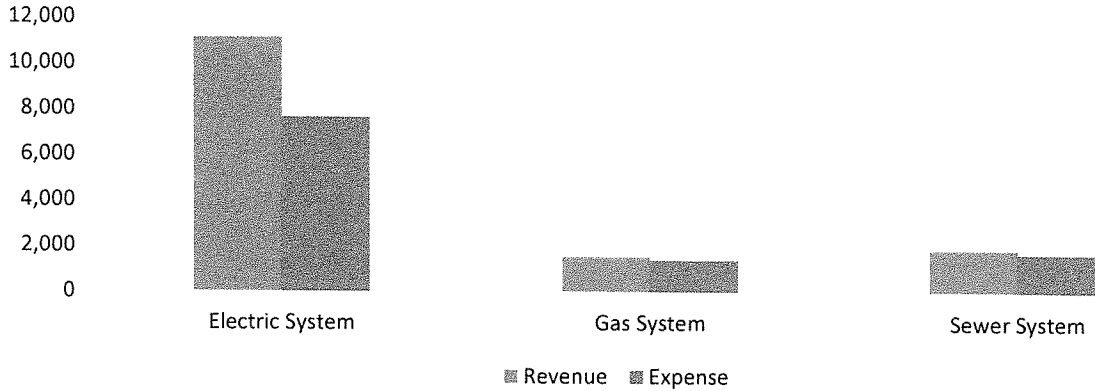 12,000
10,000
8,000
6,000
4,000
2,000
0
Electric System
Gas System
Sewer System
Revenue
Expense